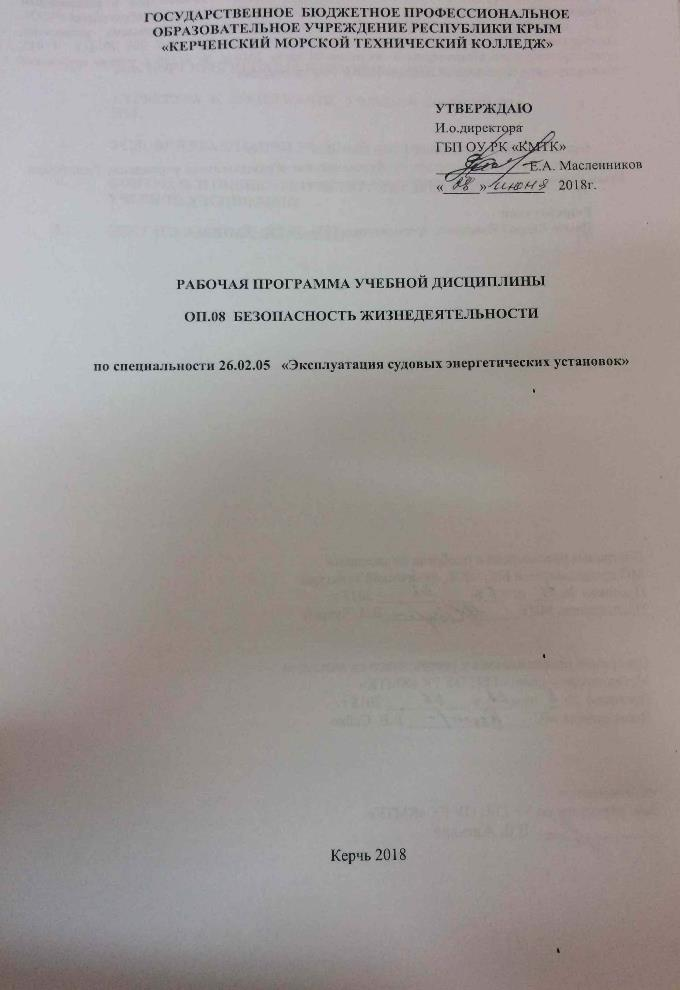 ГОСУДАРСТВЕННОЕ БЮДЖЕТНОЕ ПРОФЕССИОНАЛЬНОЕ
ОБРАЗОВАТЕЛЬНОЕ УЧРЕЖДЕНИЕ РЕСПУБЛИКИ КРЫМ
«КЕРЧЕНСКИЙ МОРСКОЙ ТЕХНИЧЕСКИЙ КОЛЛЕДЖ»
УТВЕРЖДАЮ
И.о.директора
ГБП ОУ РК «КМТК»
Е.А. Масленников
«08» июня 2018г.
РАБОЧАЯ ПРОГРАММА УЧЕБНОЙ ДИСЦИПЛИНЫ
ОП.08 БЕЗОПАСНОСТЬ ЖИЗНЕДЕЯТЕЛЬНОСТИ
по специальности 26.02.05 «Эксплуатация судовых энергетических установок»
Керчь 2018